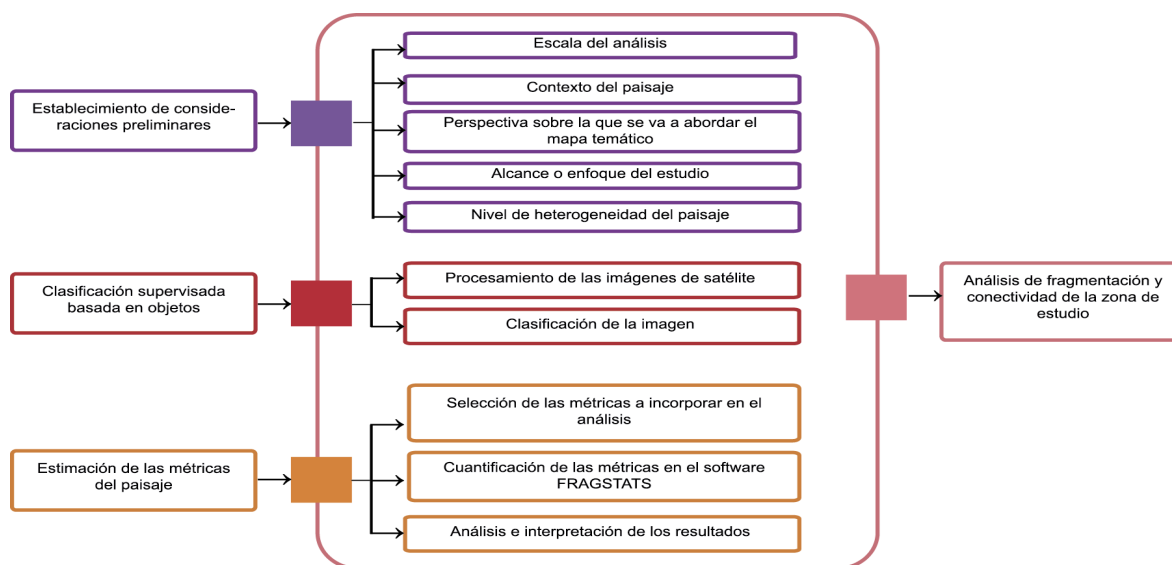 Establecimiento de conside-
raciones preliminares
Escala del análisis
Contexto del paisaje
Perspectiva sobre la que se va a abordar el
mapa temático
Alcance o enfoque del estudio
Nivel de heterogeneidad del paisaje
Clasificación supervisada
basada en objetos
Procesamiento de las imágenes de satélite
Clasificación de la imagen
Estimación de las métricas
del paisaje
Selección de las métricas a incorporar en el
análisis
Cuantificación de las métricas en el software
FRAGSTATS
Análisis e interpretación de los resultados
Análisis de fragmentación y
conectividad de la zona de
estudio